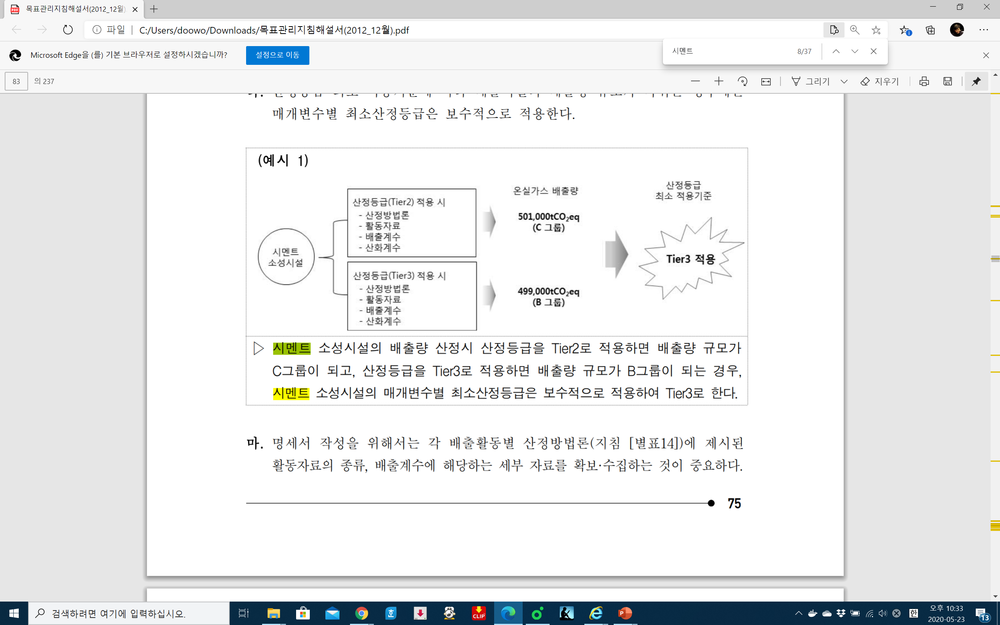 목표관리지침해설서(2012_12월)
파일 | C:/Users/doowo/Downloads/목표관리지침해설서(2012_12월).pdf
시멘트 8/37
Microsoft Edge을 (를) 기본 브라우저로 설정하시겠습니까? 설정으로 이동
83 의 237
그리기 지우기
매개변수별 최소산정등급은 보수적으로 적용한다.
(예시 1)
시멘트
소성시설
산정등급(Tier2) 적용 시
- 산정방법론
- 활동자료
- 배출계수
- 산화계수
산정등급(Tier3) 적용 시
- 산정방법론
- 활동자료
- 배출계수
- 산화계수
온실가스 배출량
501,000tCO₂eq
(C 그룹)
499,000tCO₂eq
(B 그룹)
산정등급
최소 적용기준
Tier3 적용
▷ 시멘트 소성시설의 배출량 산정시 산정등급을 Tier2로 적용하면 배출량 규모가
C그룹이 되고, 산정등급을 Tier3로 적용하면 배출량 규모가 B그룹이 되는 경우,
시멘트 소성시설의 매개변수별 최소산정등급은 보수적으로 적용하여 Tier3로 한다.
마. 명세서 작성을 위해서는 각 배출활동별 산정방법론(지침 [별표14])에 제시된
활동자료의 종류, 배출계수에 해당하는 세부 자료를 확보·수집하는 것이 중요하다.
75
검색하려면 여기에 입력하십시오.
CLIP
한
오후 10:33
2020-05-23
13